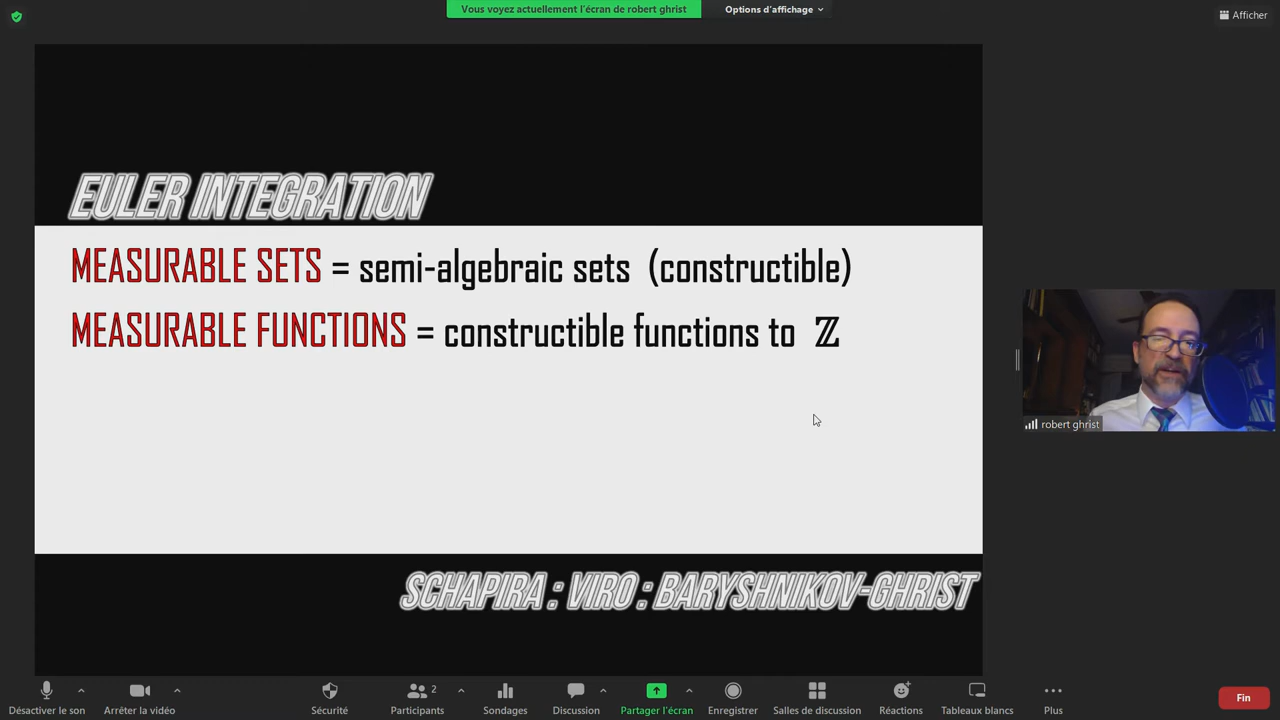 Vous voyez actuellement l'écran de robert ghrist
Options d'affichage
Afficher
EULER INTEGRATION
MEASURABLE SETS = semi-algebraic sets (constructible)
MEASURABLE FUNCTIONS = constructible functions to ℤ
robert ghrist
SCHAPIRA : VIRO : BARYSHNIKOV-GHRIST
2
Désactiver le son
Arrêter la vidéo
Sécurité
Participants
Sondages
Discussion
Partager l'écran
Enregistrer
Salles de discussion
Réactions
Tableaux blancs
Plus
Fin